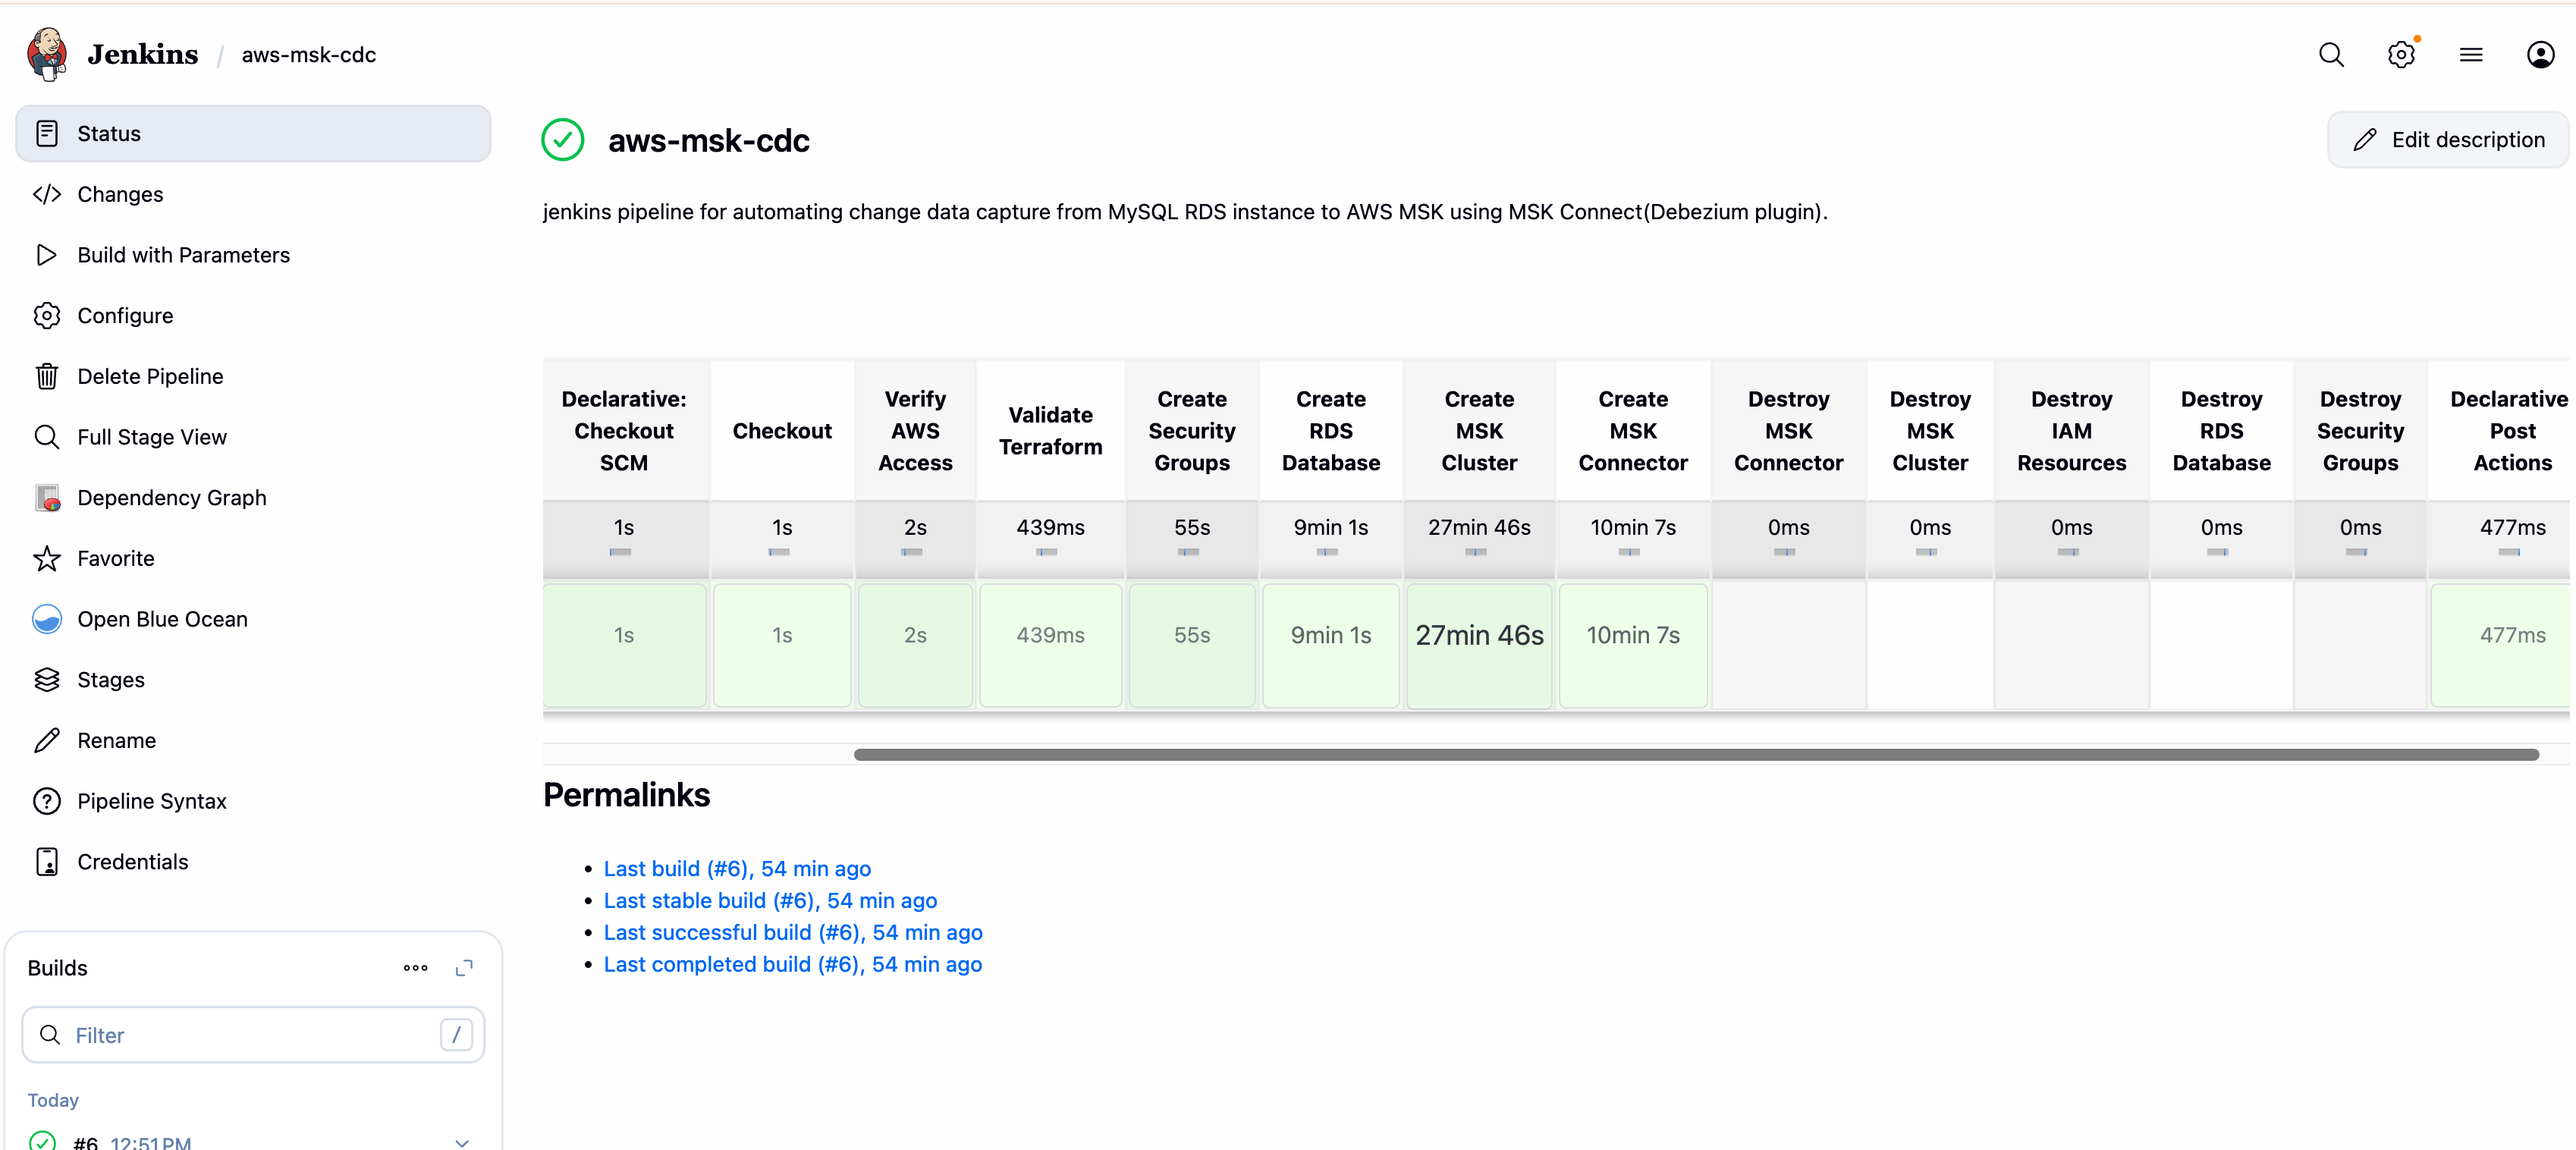 Jenkins / aws-msk-cdc
Status
Changes
Build with Parameters
Configure
Delete Pipeline
Full Stage View
Dependency Graph
Favorite
Open Blue Ocean
Stages
Rename
Pipeline Syntax
Credentials
Builds
Filter /
Today
#6 12:51 PM
aws-msk-cdc
Edit description
jenkins pipeline for automating change data capture from MySQL RDS instance to AWS MSK using MSK Connect(Debezium plugin).
Declarative:
Checkout
SCM
Checkout
Verify
AWS
Access
Validate
Terraform
Create
Security
Groups
Create
RDS
Database
Create
MSK
Cluster
Create
MSK
Connector
Destroy
MSK
Connector
Destroy
MSK
Cluster
Destroy
IAM
Resources
Destroy
RDS
Database
Destroy
Security
Groups
Declarative
Post
Actions
1s 1s 2s 439ms 55s 9min 1s 27min 46s 10min 7s 0ms 0ms 0ms 0ms 0ms 477ms
1s 1s 2s 439ms 55s 9min 1s 27min 46s 10min 7s 477ms
Permalinks
Last build (#6), 54 min ago
Last stable build (#6), 54 min ago
Last successful build (#6), 54 min ago
Last completed build (#6), 54 min ago